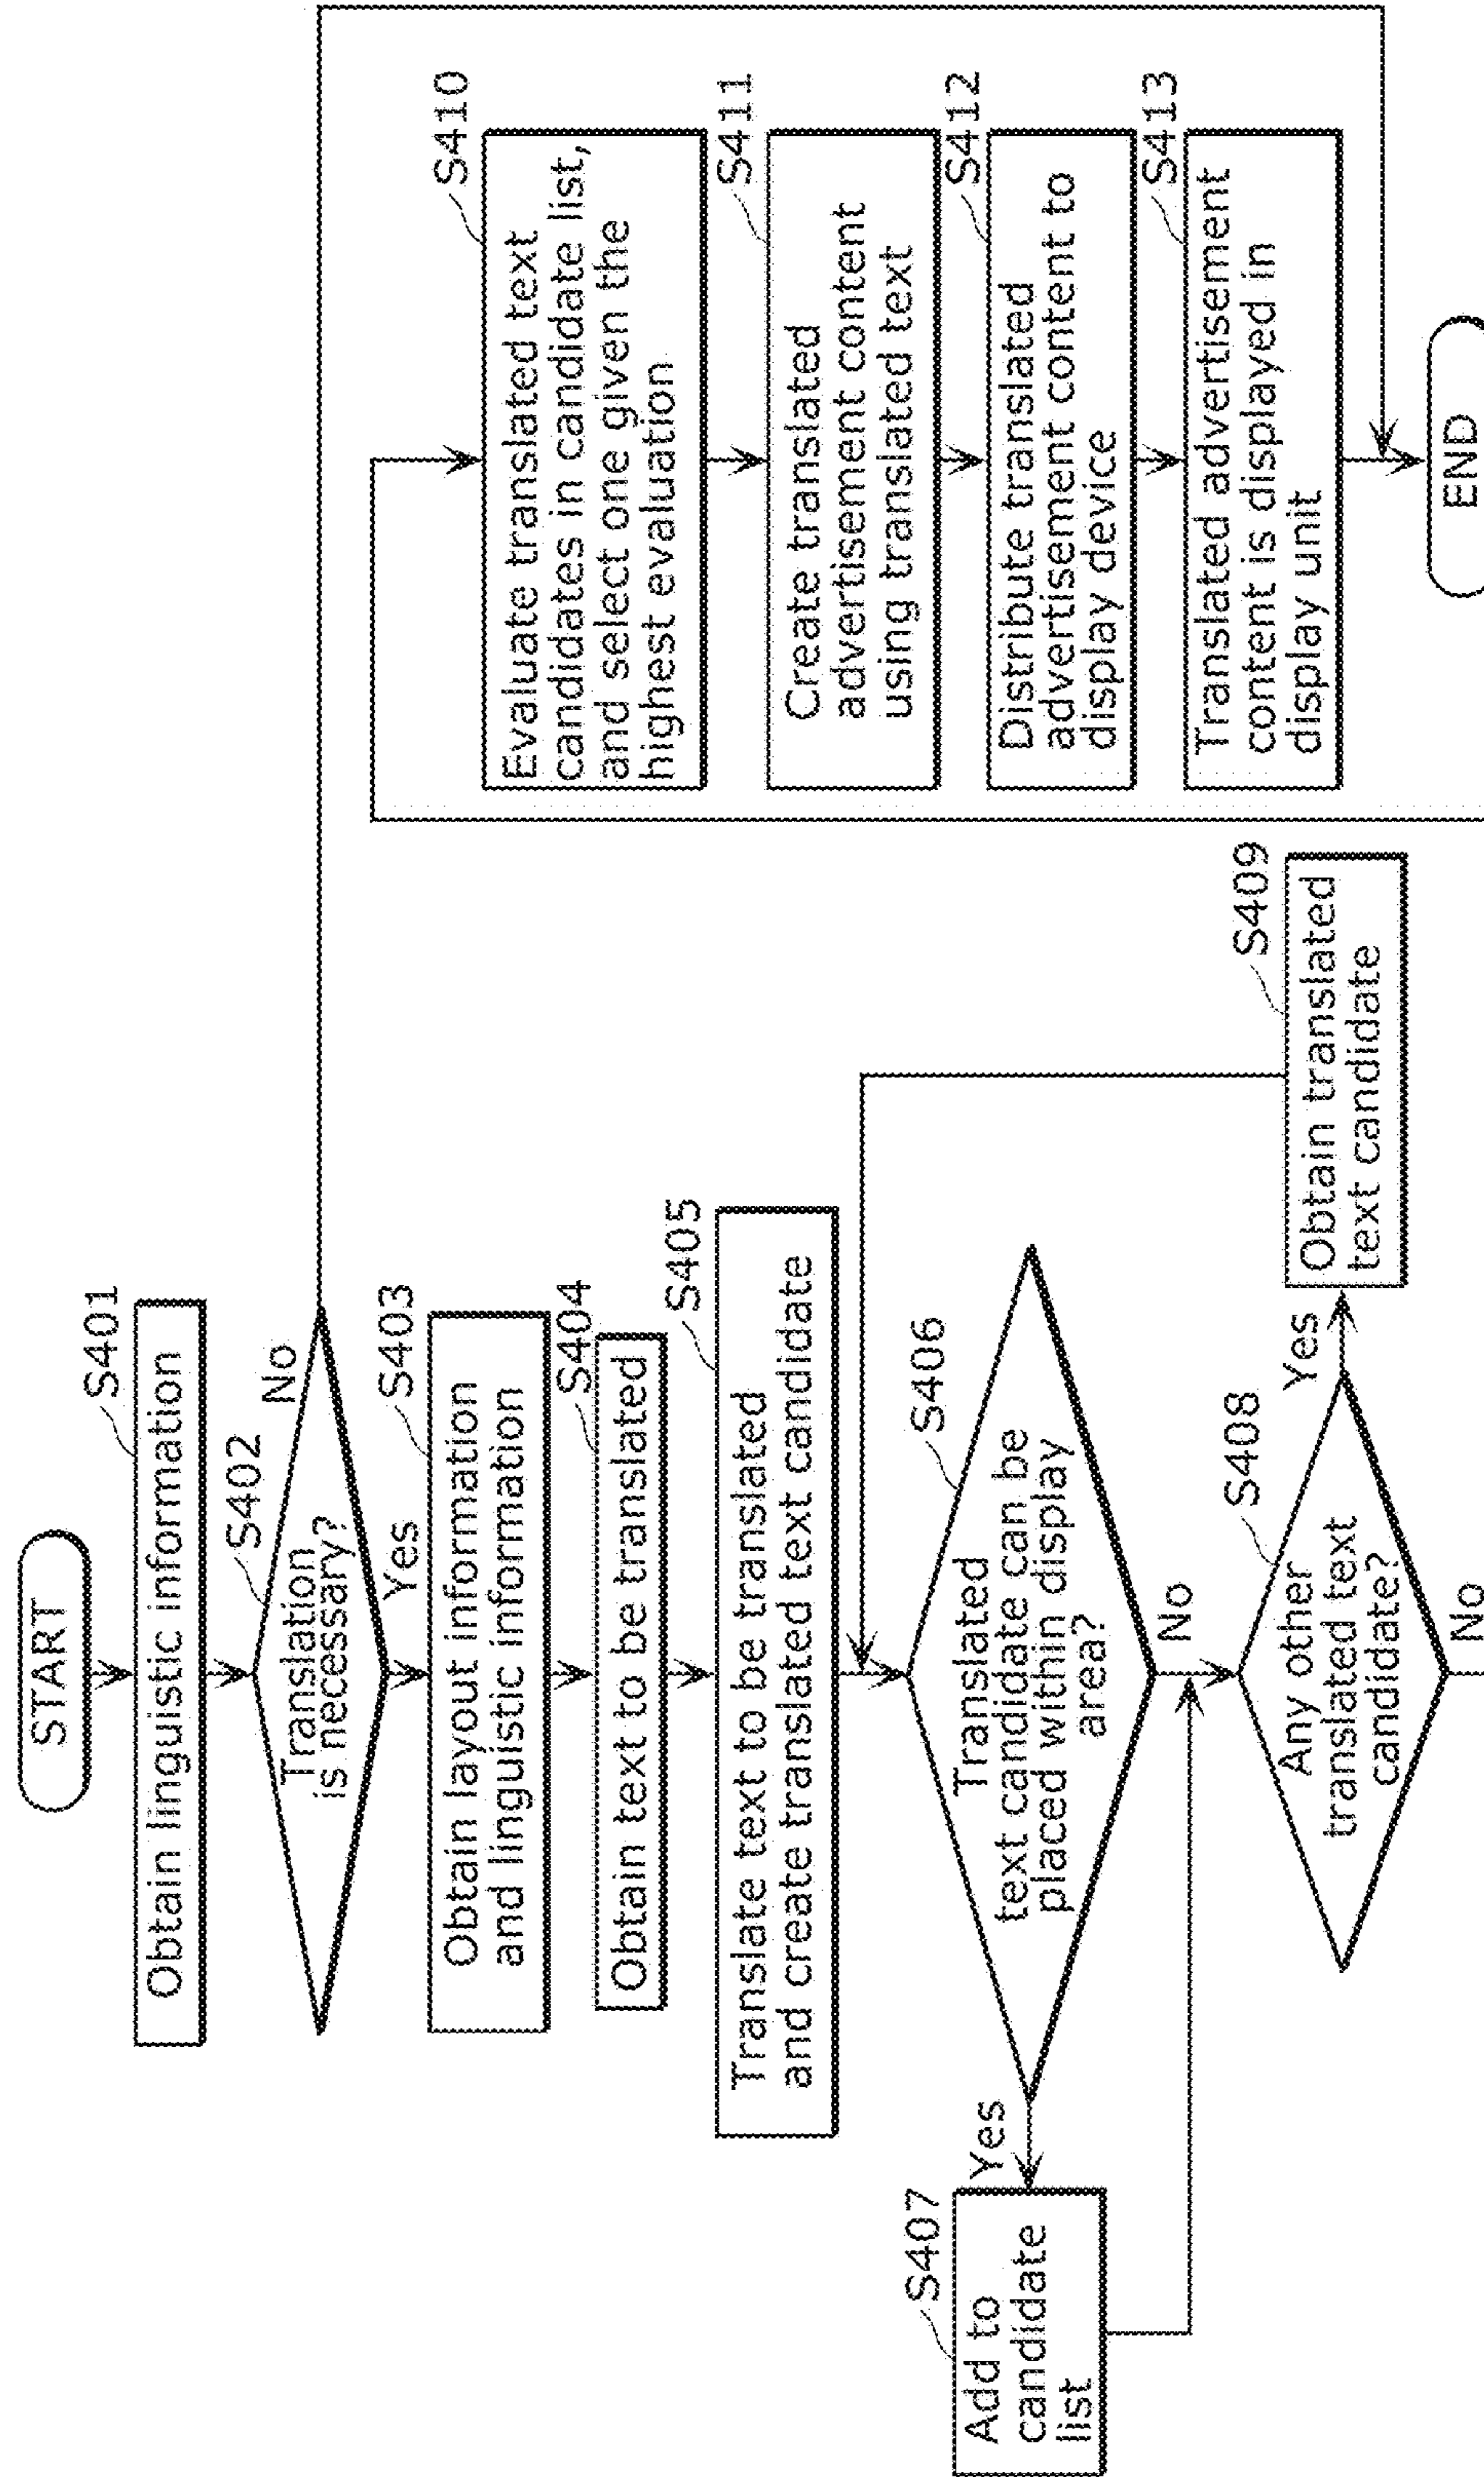 START
S401
Obtain linguistic information
S402
Translation
is necessary?
No
Yes
S403
Obtain layout information
and linguistic information
S404
Obtain text to be translated
S405
Translate text to be translated
and create translated text candidate
S406
Translated
text candidate can be
placed within display
area?
Yes
No
S407
Add to
candidate
list
S408
Any other
translated text
candidate?
Yes
No
S409
Obtain translated
text candidate
S410
Evaluate translated text
candidates in candidate list,
and select one given the
highest evaluation
S411
Create translated
advertisement content
using translated text
S412
Distribute translated
advertisement content to
display device
S413
Translated advertisement
content is displayed in
display unit
END